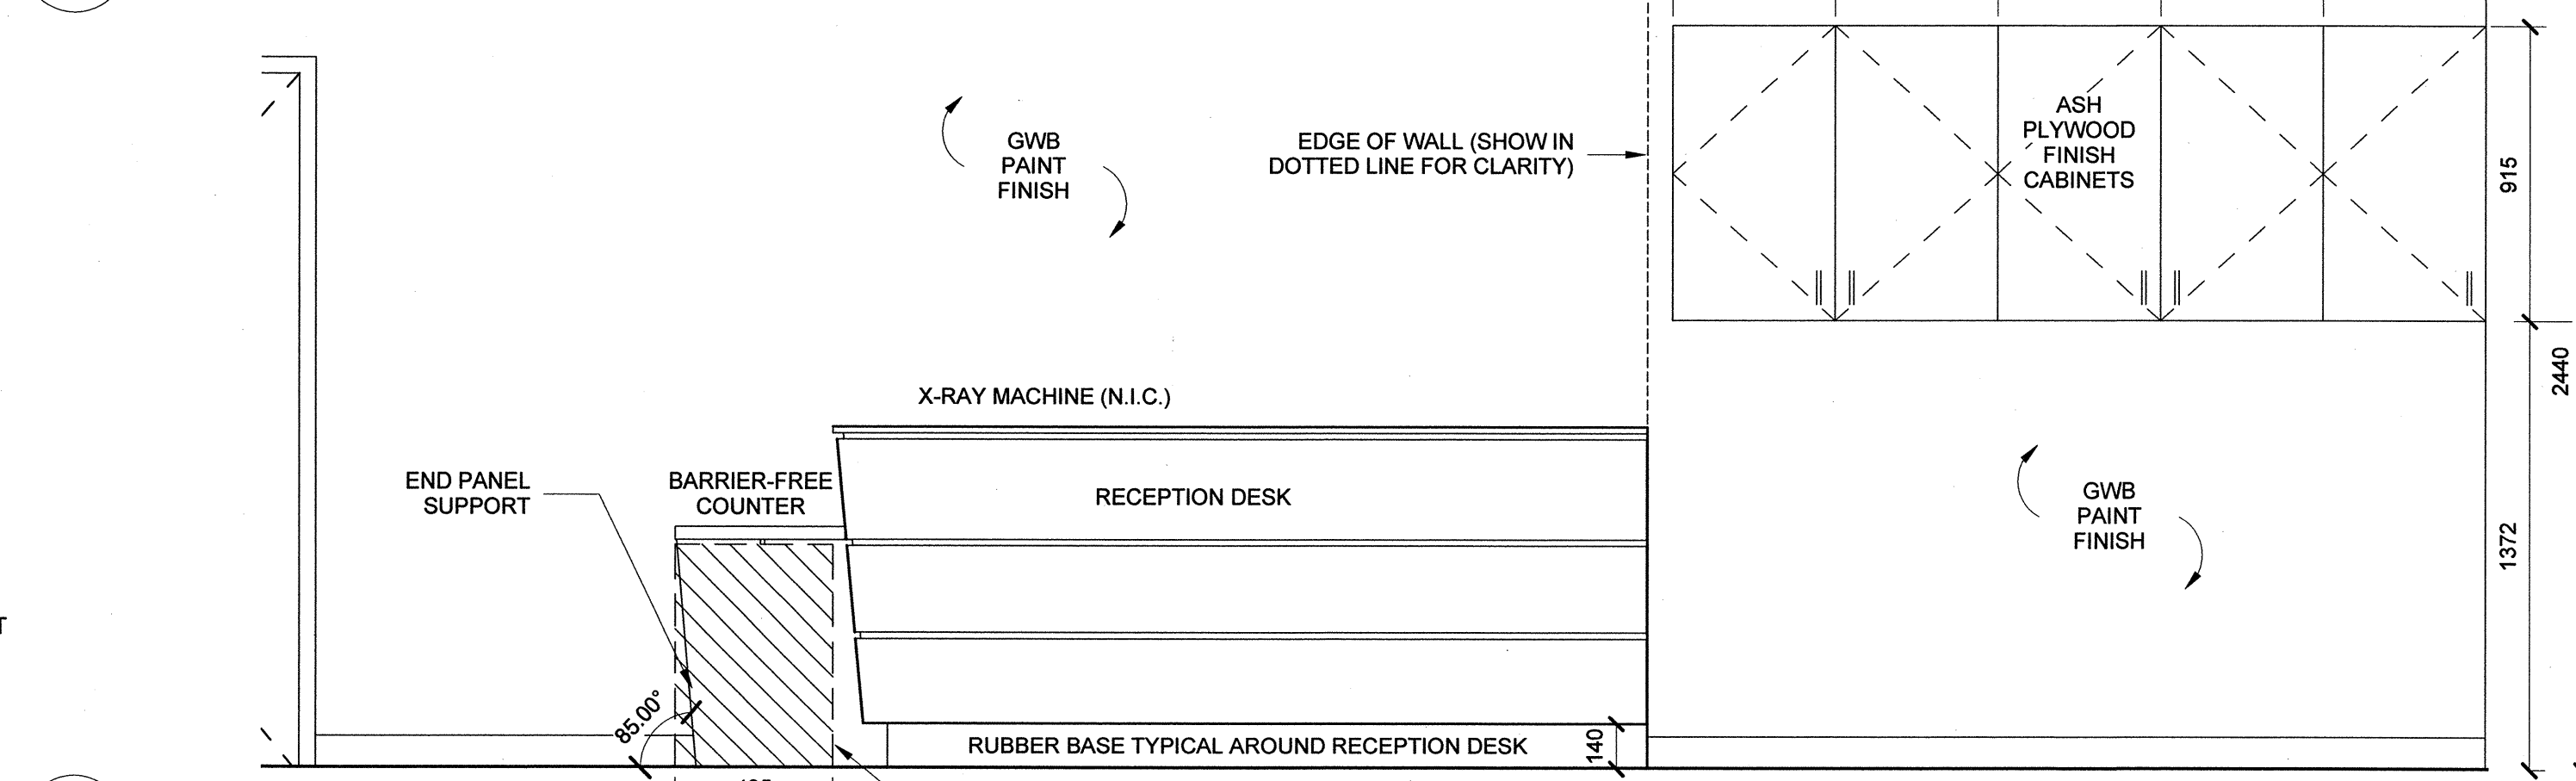 GWB
PAINT
FINISH
EDGE OF WALL (SHOW IN
DOTTED LINE FOR CLARITY)
ASH
PLYWOOD
FINISH
CABINETS
915
2440
X-RAY MACHINE (N.I.C.)
END PANEL
SUPPORT
BARRIER-FREE
COUNTER
RECEPTION DESK
GWB
PAINT
FINISH
1372
T
85.00°
RUBBER BASE TYPICAL AROUND RECEPTION DESK
140